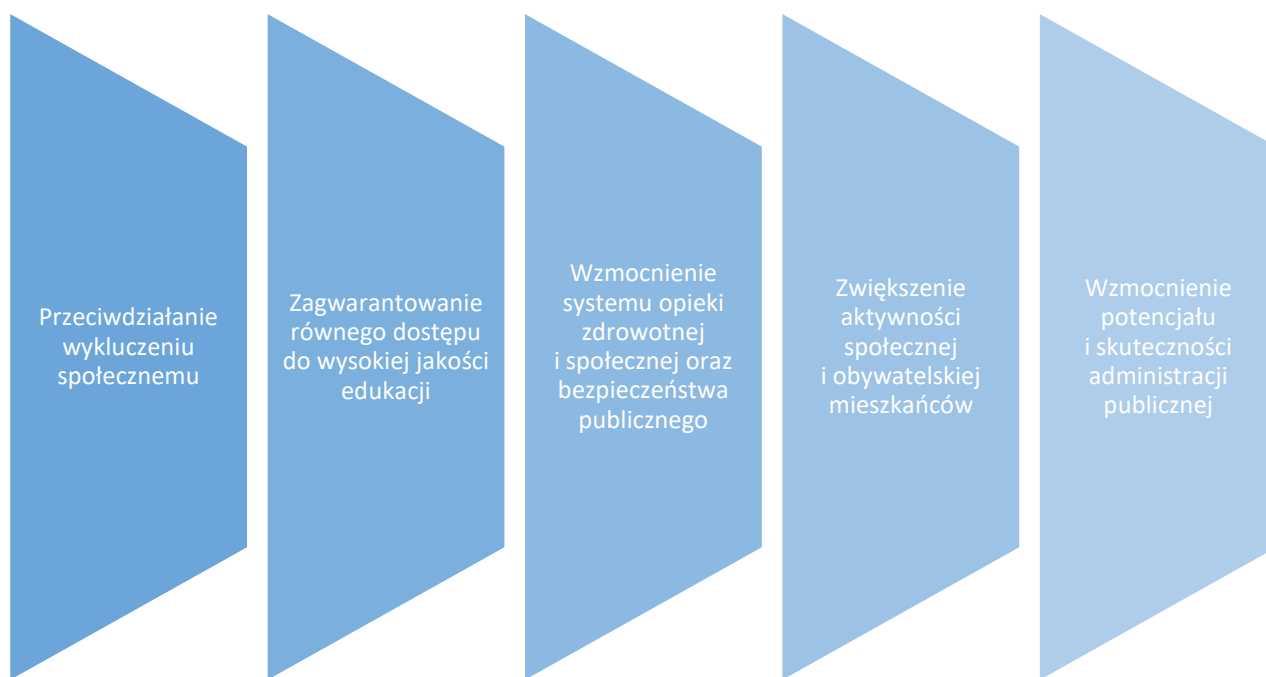 Przeciwdziałanie
wykluczeniu
społecznemu
Zagwarantowanie
równego dostępu
do wysokiej jakości
edukacji
Wzmocnienie
systemu opieki
zdrowotnej
i społecznej oraz
bezpieczeństwa
publicznego
Zwiększenie
aktywności
społecznej
i obywatelskiej
mieszkańców
Wzmocnienie
potencjału
i skuteczności
administracji
publicznej